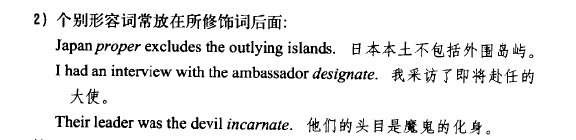 2) 个别形容词常放在所修饰词后面:
Japan proper excludes the outlying islands. 日本本土不包括外围岛屿。
I had an interview with the ambassador designate. 我采访了即将赴任的
大使。
Their leader was the devil incarnate. 他们的头目是魔鬼的化身。